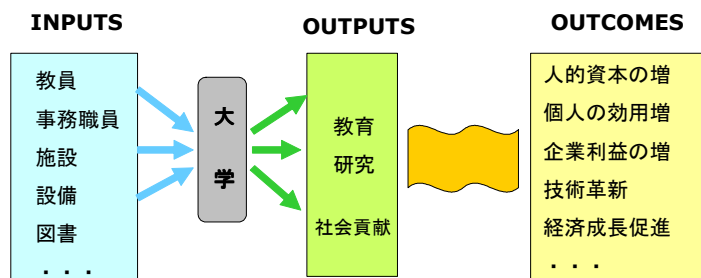 INPUTS
教員
事務職員
施設
設備
図書
・・・
大
学
OUTPUTS
教育
研究
社会貢献
OUTCOMES
人的資本の増
個人の効用増
企業利益の増
技術革新
経済成長促進
・・・